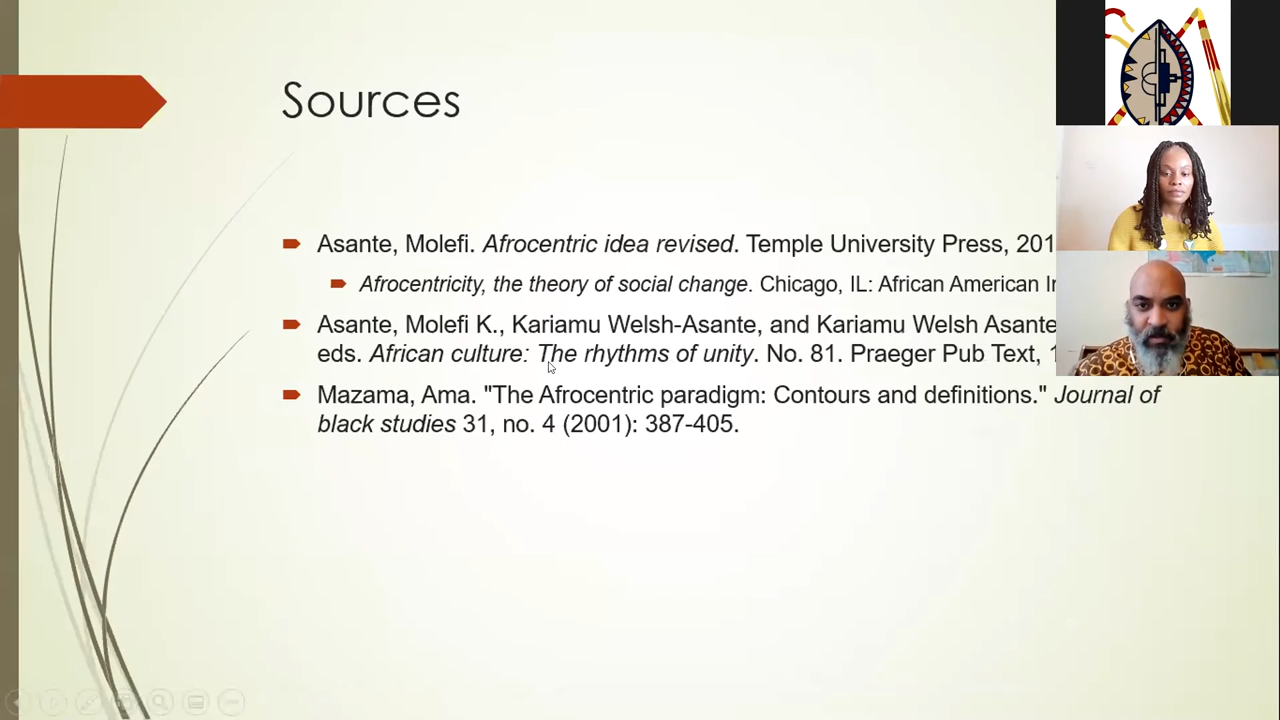 Sources
Asante, Molefi. Afrocentric idea revised. Temple University Press, 201
Afrocentricity, the theory of social change. Chicago, IL: African American
Asante, Molefi K., Kariamu Welsh-Asante, and Kariamu Welsh Asante
eds. African culture: The rhythms of unity. No. 81. Praeger Pub Text,
Mazama, Ama. "The Afrocentric paradigm: Contours and definitions." Journal of
black studies 31, no. 4 (2001): 387-405.